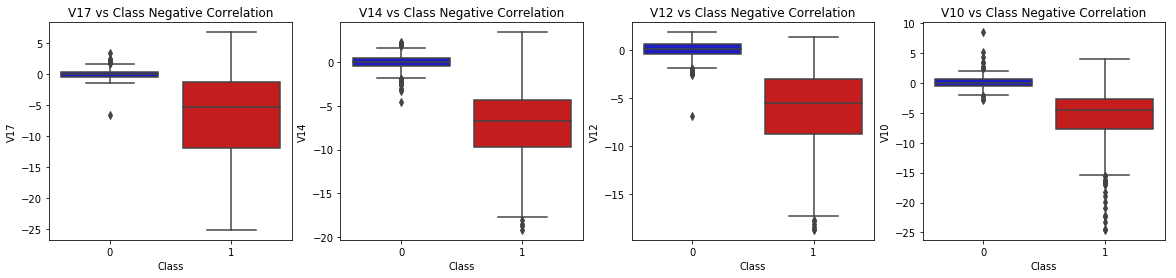 V17 vs Class Negative Correlation
V17
5
0
−5
−10
−15
−20
−25
0
1
Class
V14 vs Class Negative Correlation
V14
0
−5
−10
−15
−20
0
1
Class
V12 vs Class Negative Correlation
V12
0
−5
−10
−15
0
1
Class
V10 vs Class Negative Correlation
V10
10
5
0
−5
−10
−15
−20
−25
0
1
Class